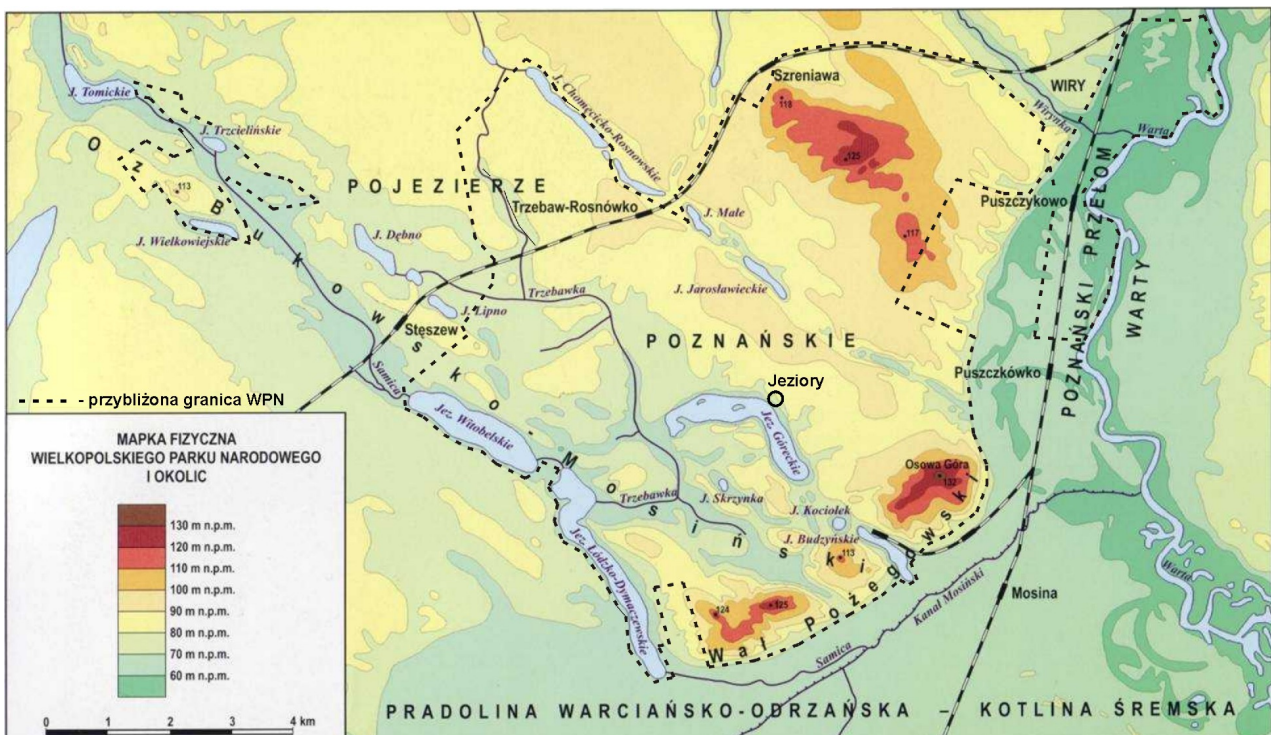 J. Tomickie
J. Trzcielińskie
Oz Bukowsko-Mosiński
113
J. Wielkowiejskie
POJEZIERZE
POZNAŃSKIE
J. Chomęcicko-Rosnowskie
Trzebaw-Rosnówko
J. Dębno
J. Lipno
Stęszew
Trzebawka
Samica
Szreniawa
118
125
117
J. Małe
J. Jarosławieckie
WIRY
Wirynka
Warta
Puszczykowo
Puszczkówko
POZNAŃSKI PRZEŁOM
WARTY
Jeziory
Jez. Góreckie
Jez. Witobelskie
Trzebawka
J. Skrzynka
J. Kociołek
J. Budzyńskie
113
Osowa Góra
132
Jez. Łódzko-Dymaczewskie
124
125
Wał Pożegowski
Samica
Kanał Mosiński
Mosina
Warta
PRADOLINA WARCIAŃSKO-ODRZAŃSKA – KOTLINA ŚREMSKA
- przybliżona granica WPN
MAPKA FIZYCZNA
WIELKOPOLSKIEGO PARKU NARODOWEGO
I OKOLIC
130 m n.p.m.
120 m n.p.m.
110 m n.p.m.
100 m n.p.m.
90 m n.p.m.
80 m n.p.m.
70 m n.p.m.
60 m n.p.m.
0 1 2 3 4 km